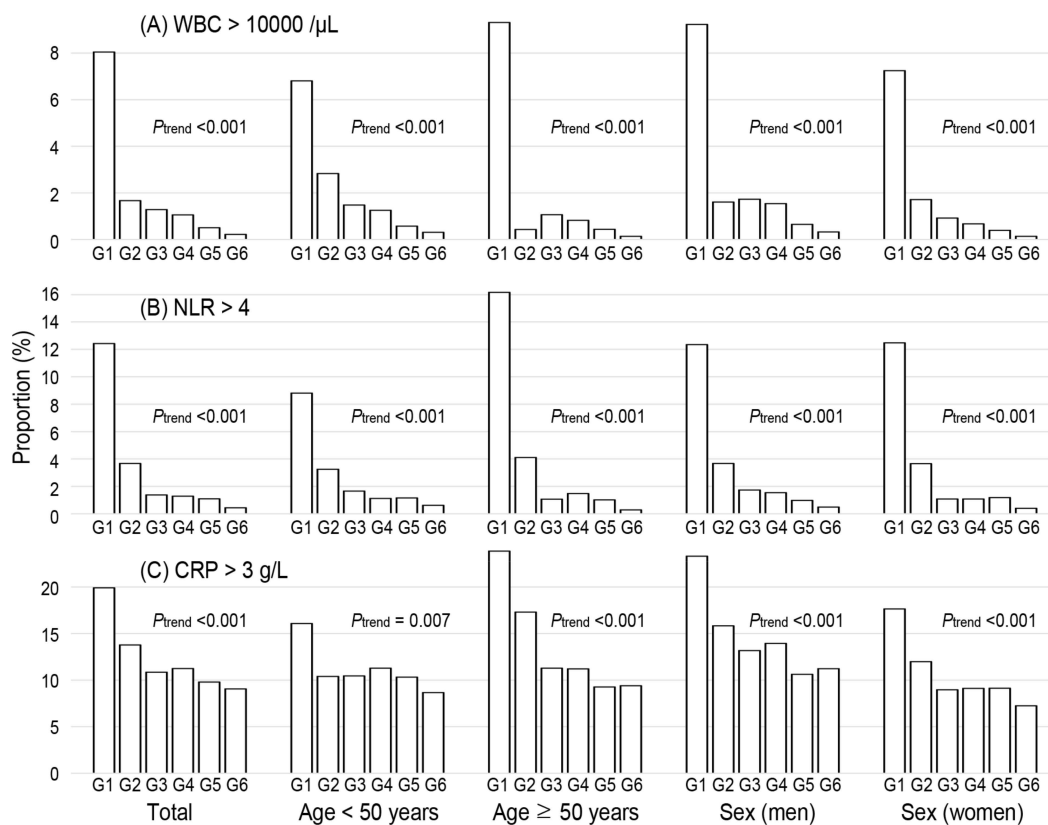 (A) WBC > 10000 /µL
8
6
4
2
0
Ptrend <0.001
Ptrend <0.001
Ptrend <0.001
Ptrend <0.001
Ptrend <0.001
G1 G2 G3 G4 G5 G6
G1 G2 G3 G4 G5 G6
G1 G2 G3 G4 G5 G6
G1 G2 G3 G4 G5 G6
G1 G2 G3 G4 G5 G6
Proportion (%)
(B) NLR > 4
16
14
12
10
8
6
4
2
0
Ptrend <0.001
Ptrend <0.001
Ptrend <0.001
Ptrend <0.001
Ptrend <0.001
G1 G2 G3 G4 G5 G6
G1 G2 G3 G4 G5 G6
G1 G2 G3 G4 G5 G6
G1 G2 G3 G4 G5 G6
G1 G2 G3 G4 G5 G6
(C) CRP > 3 g/L
20
15
10
5
0
Ptrend <0.001
Ptrend = 0.007
Ptrend <0.001
Ptrend <0.001
Ptrend <0.001
G1 G2 G3 G4 G5 G6
G1 G2 G3 G4 G5 G6
G1 G2 G3 G4 G5 G6
G1 G2 G3 G4 G5 G6
G1 G2 G3 G4 G5 G6
Total
Age < 50 years
Age ≥ 50 years
Sex (men)
Sex (women)